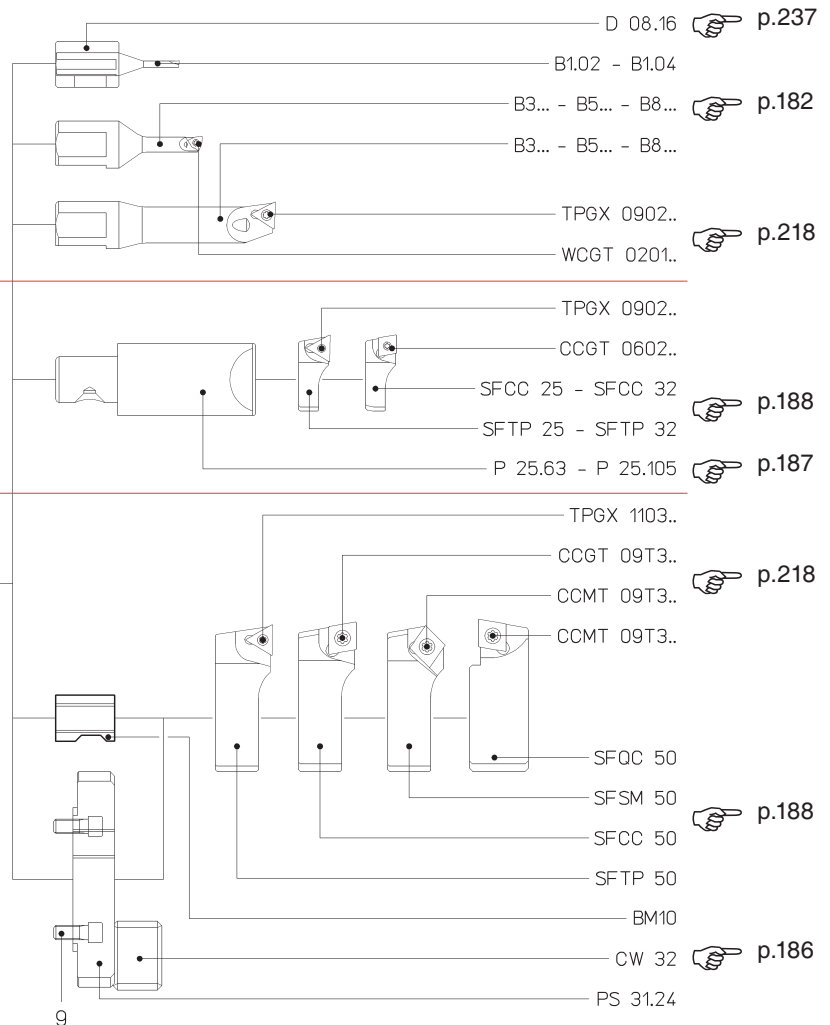 D 08.16 p.237
B1.02 - B1.04
B3... - B5... - B8... p.182
B3... - B5... - B8...
TPGX 0902..
p.218
WCGT 0201..
TPGX 0902..
CCGT 0602..
SFCC 25 - SFCC 32
p.188
SFTP 25 - SFTP 32
P 25.63 - P 25.105 p.187
TPGX 1103..
CCGT 09T3..
p.218
CCMT 09T3..
CCMT 09T3..
SFQC 50
SFSM 50
p.188
SFCC 50
SFTP 50
BM10
CW 32 p.186
PS 31.24
9